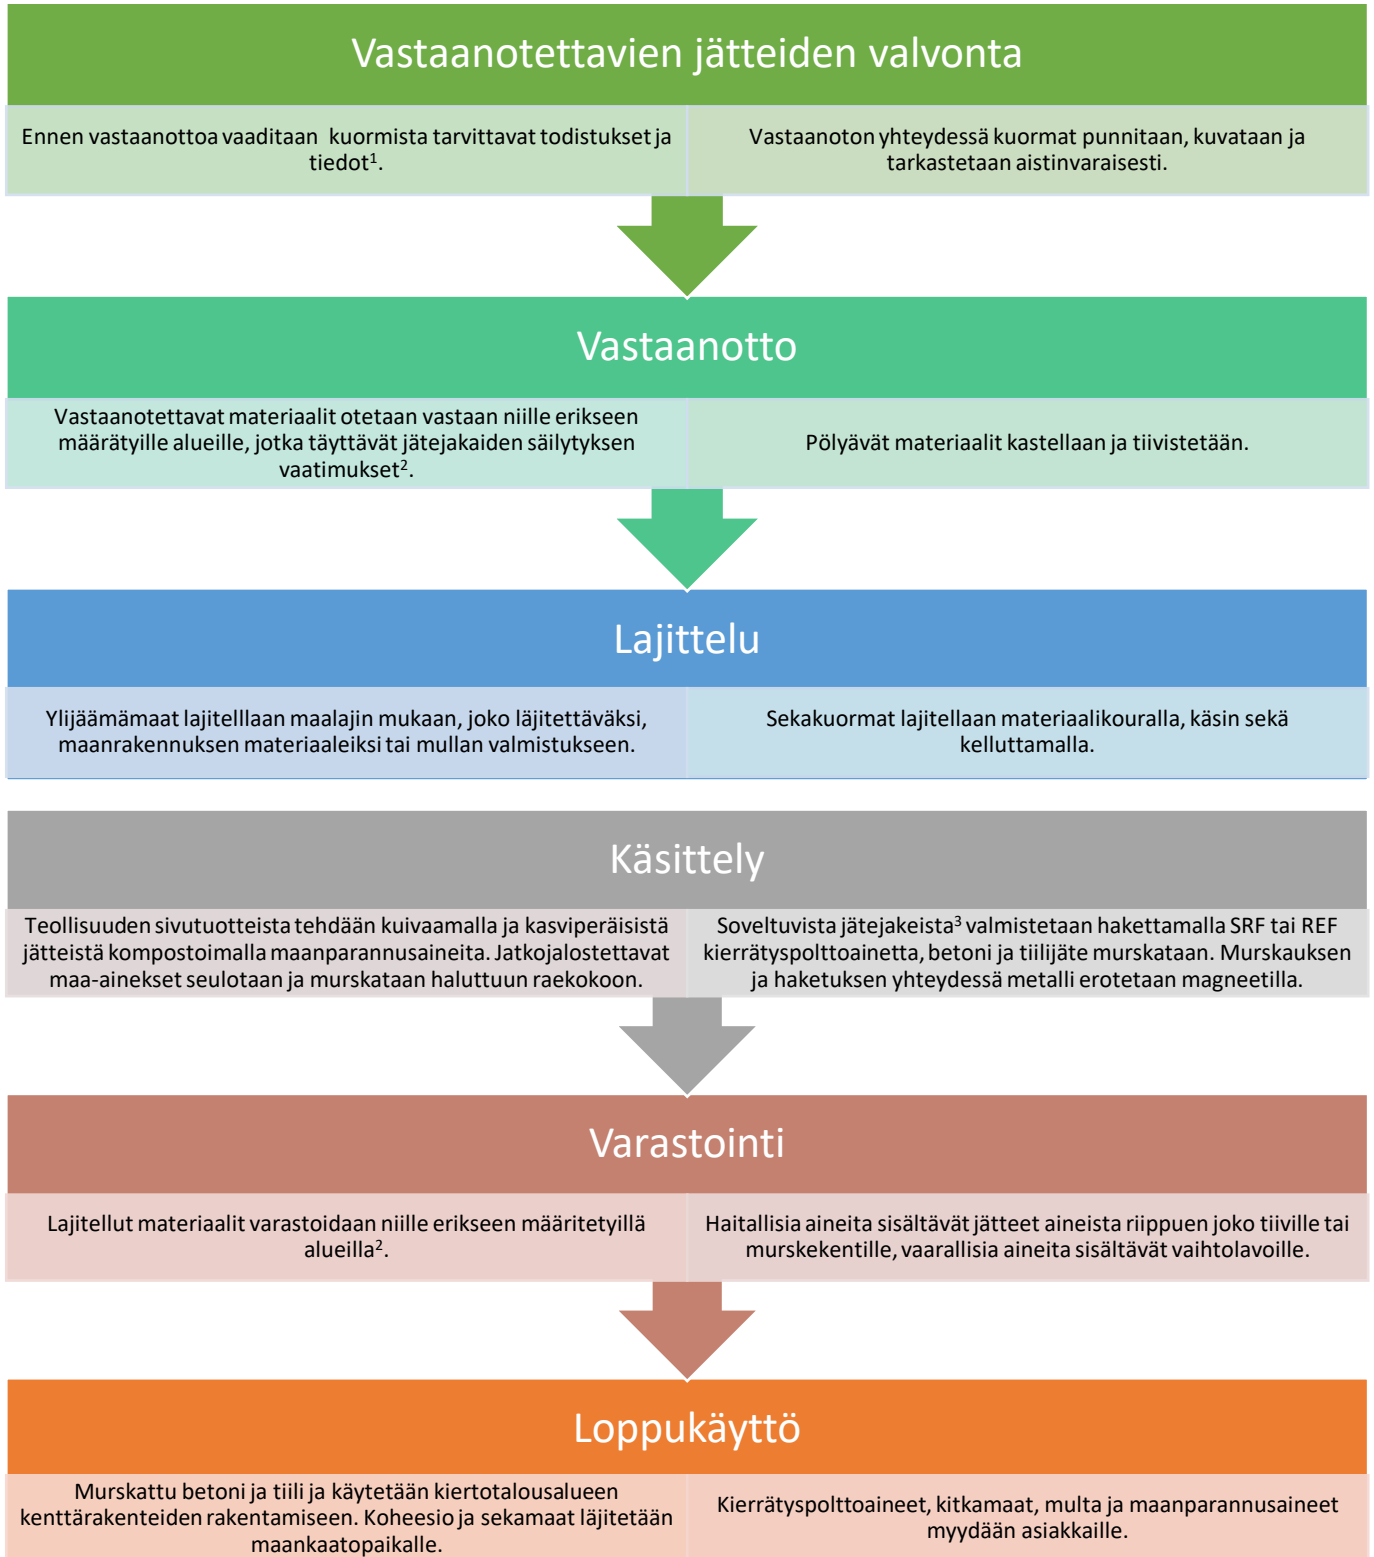 Vastaanotettavien jätteiden valvonta
Ennen vastaanottoa vaaditaan kuormista tarvittavat todistukset ja
tiedot¹.
Vastaanoton yhteydessä kuormat punnitaan, kuvataan ja
tarkastetaan aistinvaraisesti.
Vastaanotto
Vastaanotettavat materiaalit otetaan vastaan niille erikseen
määrätyille alueille, jotka täyttävät jätejakaiden säilytyksen
vaatimukset².
Pölyävät materiaalit kastellaan ja tiivistetään.
Lajittelu
Ylijäämämaat lajitelllaan maalajin mukaan, joko läjitettäväksi,
maanrakennuksen materiaaleiksi tai mullan valmistukseen.
Sekakuormat lajitellaan materiaalikouralla, käsin sekä
kelluttamalla.
Käsittely
Teollisuuden sivutuotteista tehdään kuivaamalla ja kasviperäisistä
jätteistä kompostoimalla maanparannusaineita. Jatkojalostettavat
maa-ainekset seulotaan ja murskataan haluttuun raekokoon.
Soveltuvista jätejakeista³ valmistetaan hakettamalla SRF tai REF
kierrätyspolttoainetta, betoni ja tiilijäte murskataan. Murskauksen
ja haketuksen yhteydessä metalli erotetaan magneetilla.
Varastointi
Lajitellut materiaalit varastoidaan niille erikseen määritetyillä
alueilla².
Haitallisia aineita sisältävät jätteet aineista riippuen joko tiiville tai
murskekentille, vaarallisia aineita sisältävät vaihtolavoille.
Loppukäyttö
Murskattu betoni ja tiili ja käytetään kiertotalousalueen
kenttärakenteiden rakentamiseen. Koheesio ja sekamaat läjitetään
maankaatopaikalle.
Kierrätyspolttoaineet, kitkamaat, multa ja maanparannusaineet
myydään asiakkaille.